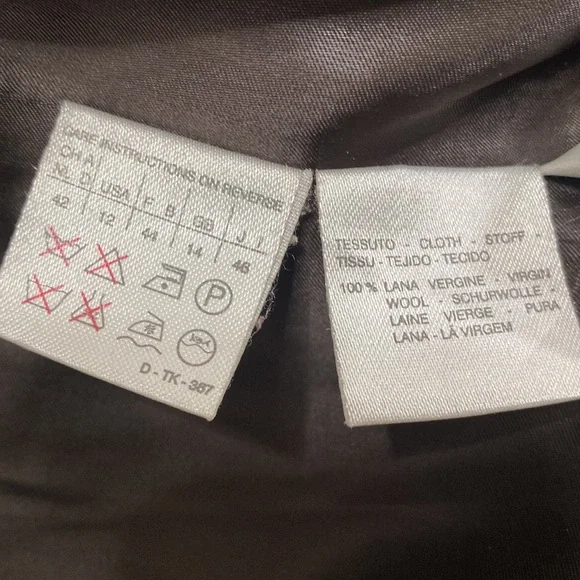 CARE INSTRUCTIONS ON REVERSE
CH A
NL D USA F B GB J I
42 12 44 14 46
P
D - TK - 367
TESSUTO - CLOTH - STOFF -
TISSU - TEJIDO - TECIDO
100% LANA VERGINE - VIRGIN
WOOL - SCHURWOLLE -
LAINE VIERGE - PURA
LANA - LÃ VIRGEM